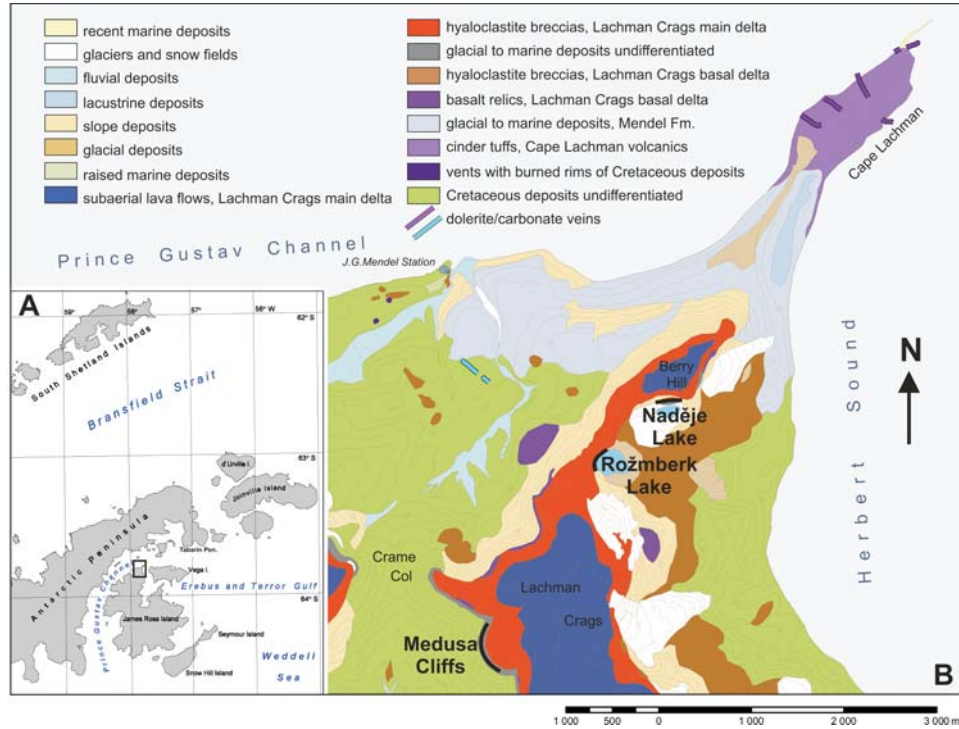 recent marine deposits
glaciers and snow fields
fluvial deposits
lacustrine deposits
slope deposits
glacial deposits
raised marine deposits
subaerial lava flows, Lachman Crags main delta
hyaloclastite breccias, Lachman Crags main delta
glacial to marine deposits undifferentiated
hyaloclastite breccias, Lachman Crags basal delta
basalt relics, Lachman Crags basal delta
glacial to marine deposits, Mendel Fm.
cinder tuffs, Cape Lachman volcanics
vents with burned rims of Cretaceous deposits
Cretaceous deposits undifferentiated
dolerite/carbonate veins
Cape Lachman
Prince Gustav Channel
J.G.Mendel Station
A
59°
58°
57°
56° W
62° S
South Shetland Islands
Bransfield Strait
63° S
d'Urville I.
Joinville Island
Antarctic Peninsula
Tabarin Pen.
Vega I.
Prince Gustav Channel
Erebus and Terror Gulf
64° S
James Ross Island
Seymour Island
Snow Hill Island
Weddell
Sea
Berry
Hill
Naděje
Lake
Rožmberk
Lake
Crame
Col
Lachman
Crags
Medusa
Cliffs
Herbert Sound
N
B
1 000 500 0 1 000 2 000 3 000 m